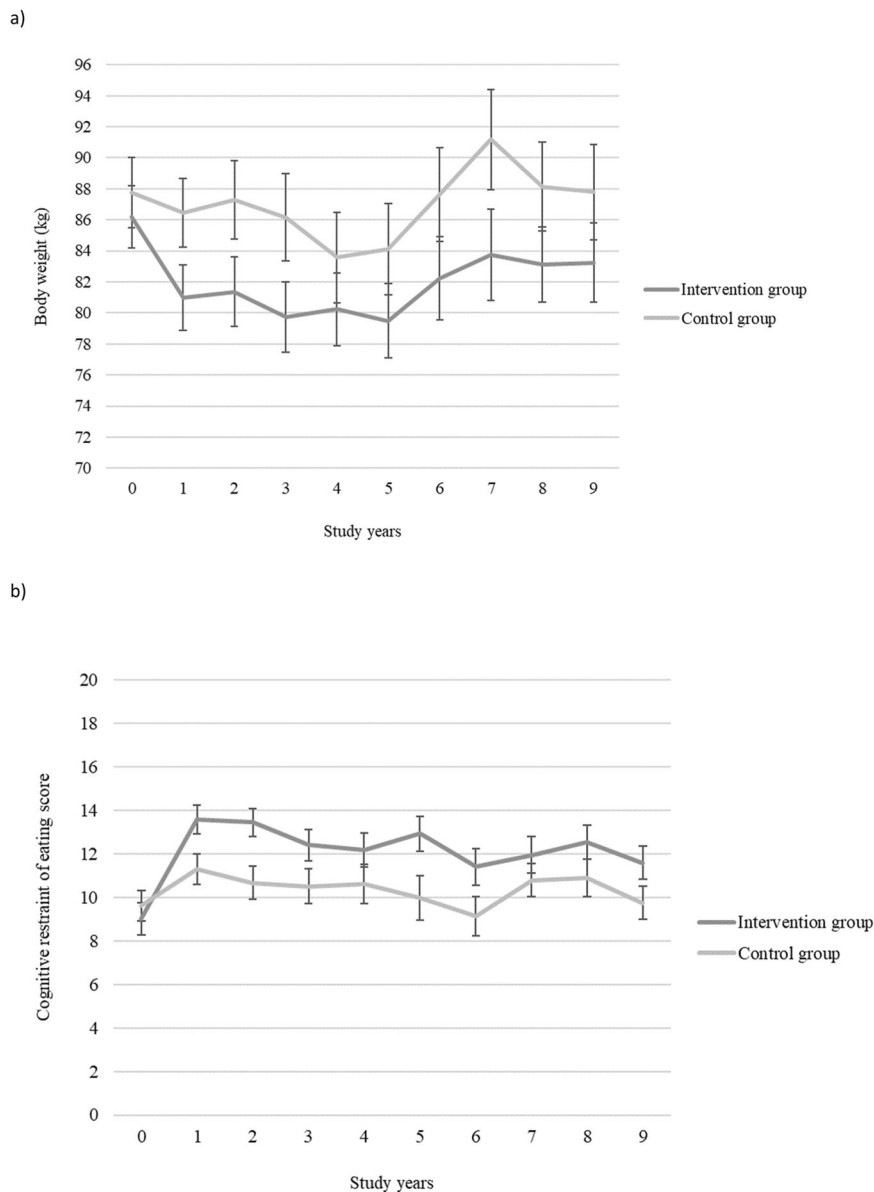 a)
96
94
92
90
88
86
84
82
80
78
76
74
72
70
Body weight (kg)
0 1 2 3 4 5 6 7 8 9
Study years
Intervention group
Control group
b)
20
18
16
14
12
10
8
6
4
2
0
Cognitive restraint of eating score
0 1 2 3 4 5 6 7 8 9
Study years
Intervention group
Control group